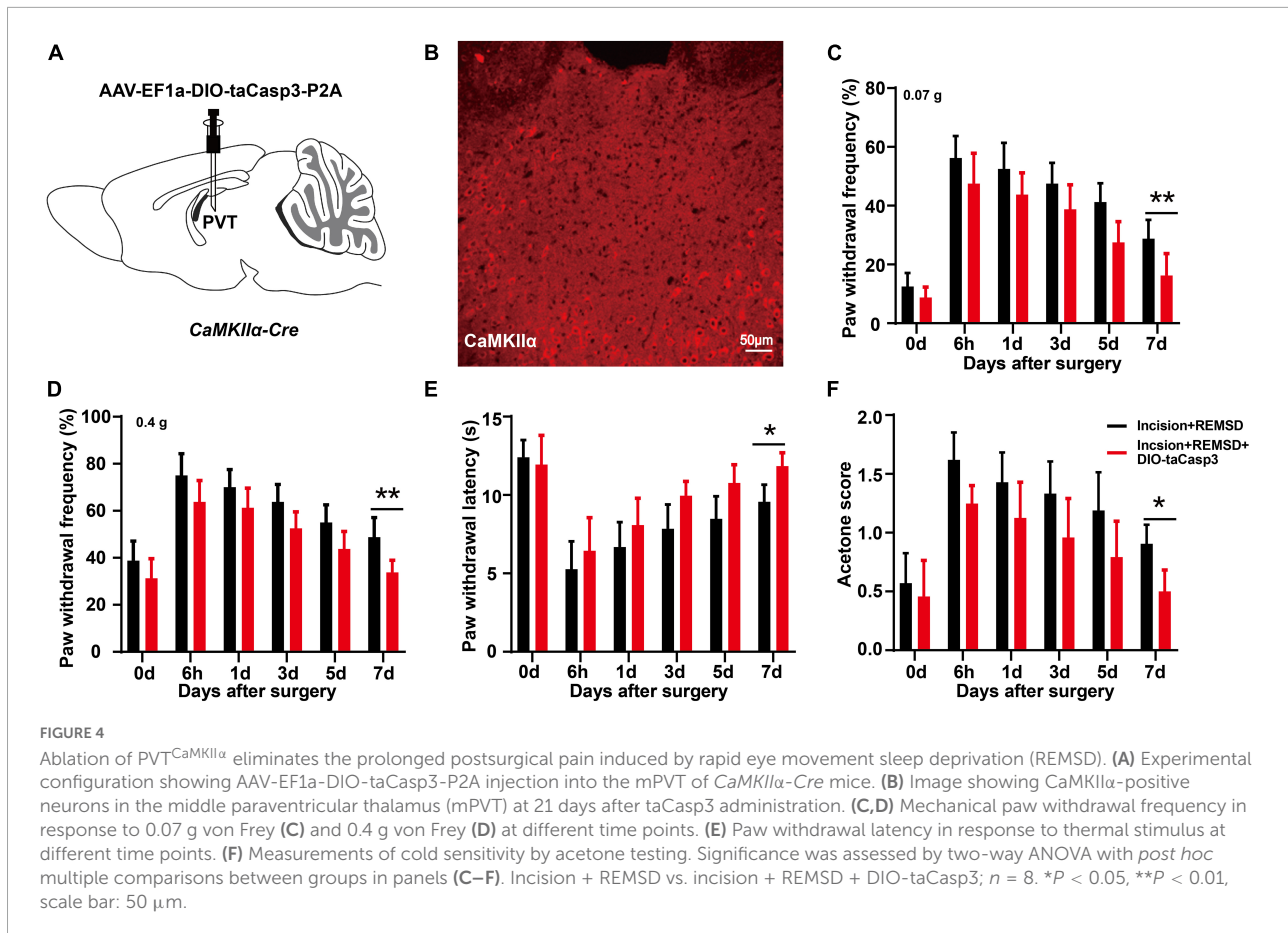 A
AAV-EF1a-DIO-taCasp3-P2A
PVT
CaMKIIα-Cre
B
CaMKIIα
50μm
C
Paw withdrawal frequency (%)
0.07 g
80
60
40
20
0
**
0d 6h 1d 3d 5d 7d
Days after surgery
D
Paw withdrawal frequency (%)
0.4 g
100
80
60
40
20
0
**
0d 6h 1d 3d 5d 7d
Days after surgery
E
Paw withdrawal latency (s)
15
10
5
0
*
0d 6h 1d 3d 5d 7d
Days after surgery
F
Acetone score
2.0
1.5
1.0
0.5
0.0
Incision+REMSD
Incsion+REMSD+
DIO-taCasp3
*
0d 6h 1d 3d 5d 7d
Days after surgery
FIGURE 4
Ablation of PVTCaMKIIα eliminates the prolonged postsurgical pain induced by rapid eye movement sleep deprivation (REMSD). (A) Experimental
configuration showing AAV-EF1a-DIO-taCasp3-P2A injection into the mPVT of CaMKIIα-Cre mice. (B) Image showing CaMKIIα-positive
neurons in the middle paraventricular thalamus (mPVT) at 21 days after taCasp3 administration. (C,D) Mechanical paw withdrawal frequency in
response to 0.07 g von Frey (C) and 0.4 g von Frey (D) at different time points. (E) Paw withdrawal latency in response to thermal stimulus at
different time points. (F) Measurements of cold sensitivity by acetone testing. Significance was assessed by two-way ANOVA with post hoc
multiple comparisons between groups in panels (C–F). Incision + REMSD vs. incision + REMSD + DIO-taCasp3; n = 8. *P < 0.05, **P < 0.01,
scale bar: 50 μm.